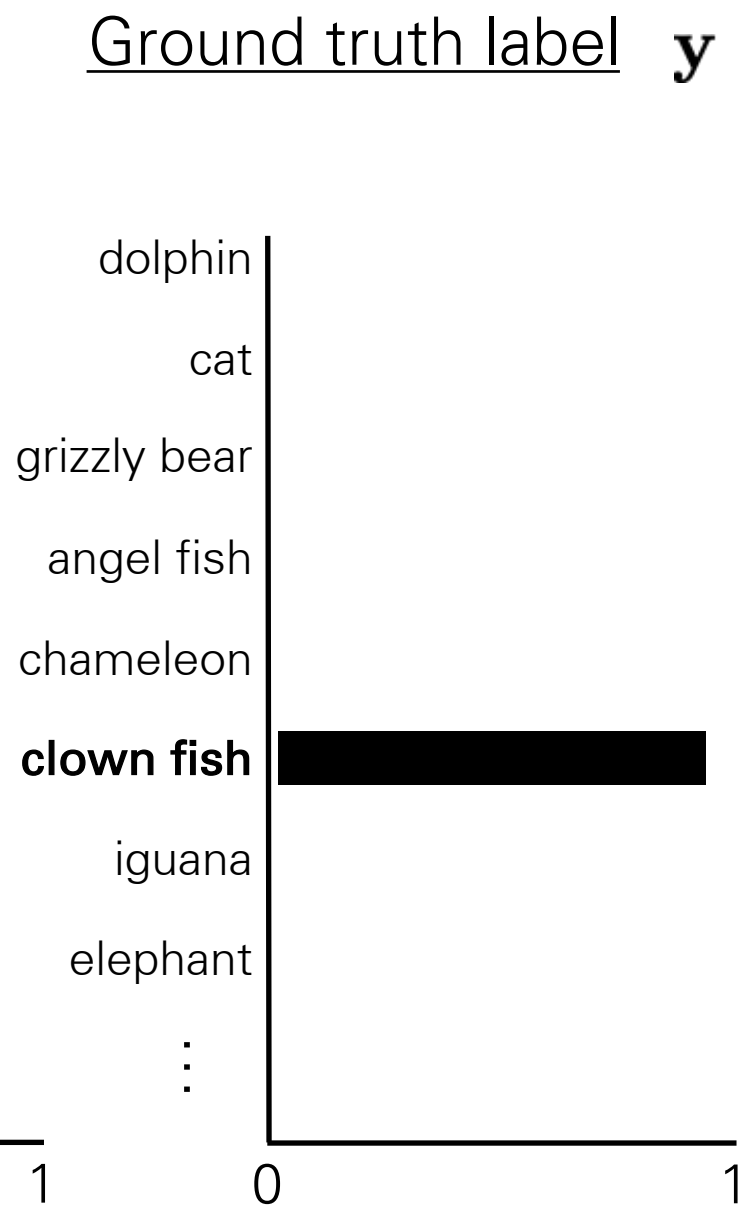 Ground truth label y
dolphin
cat
grizzly bear
angel fish
chameleon
clown fish
iguana
elephant
⋮
1 0 1